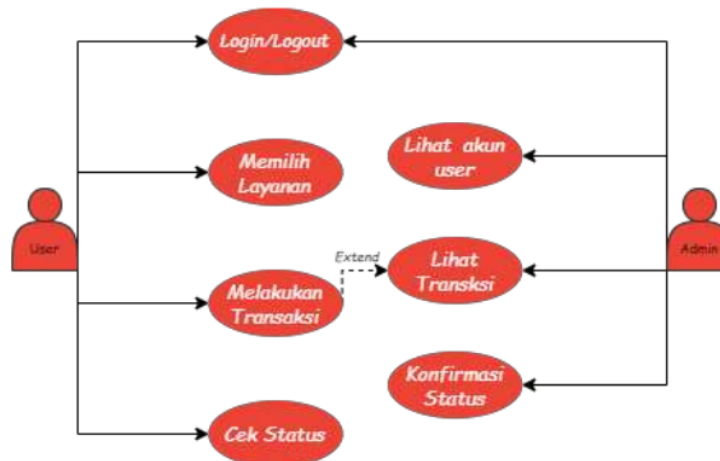 Login/Logout
Memilih
Layanan
Lihat akun
user
User
Admin
Extend
Melakukan
Transaksi
Lihat
Transksi
Konfirmasi
Status
Cek Status